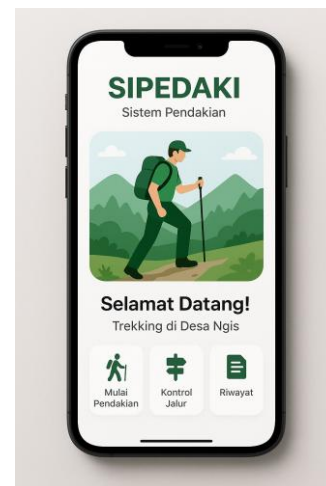 SIPEDAKI
Sistem Pendakian
Selamat Datang!
Trekking di Desa Ngis
Mulai
Pendakian
Kontrol
Jalur
Riwayat